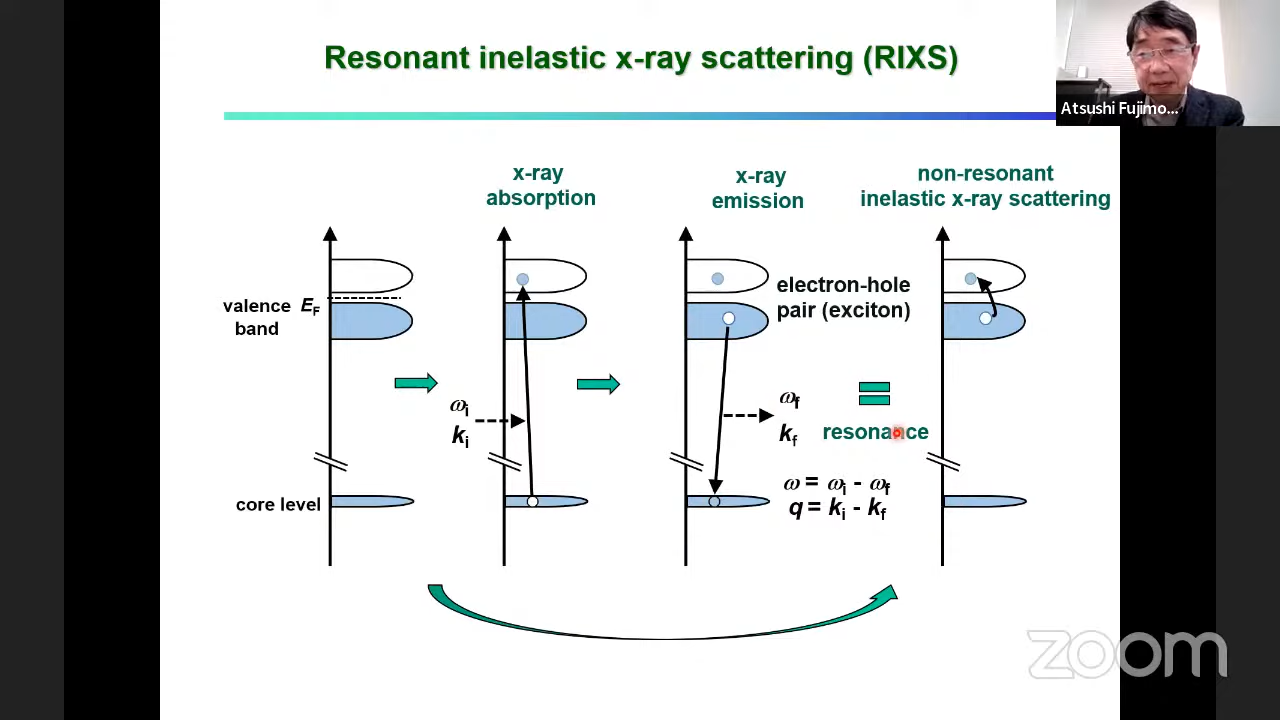 Resonant inelastic x-ray scattering (RIXS)
Atsushi Fujimo...
x-ray
absorption
x-ray
emission
non-resonant
inelastic x-ray scattering
valence E_F
band
electron-hole
pair (exciton)
ω_i
k_i
ω_f
k_f
resonance
ω = ω_i - ω_f
q = k_i - k_f
core level
zoom